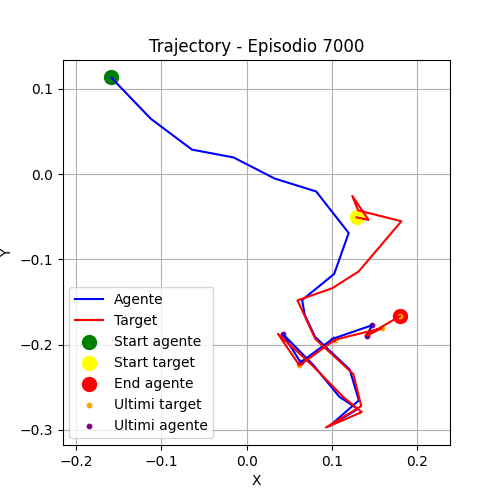 Trajectory - Episodio 7000
0.1
0.0
−0.1
−0.2
−0.3
Y
Agente
Target
Start agente
Start target
End agente
Ultimi target
Ultimi agente
−0.2
−0.1
0.0
0.1
0.2
X